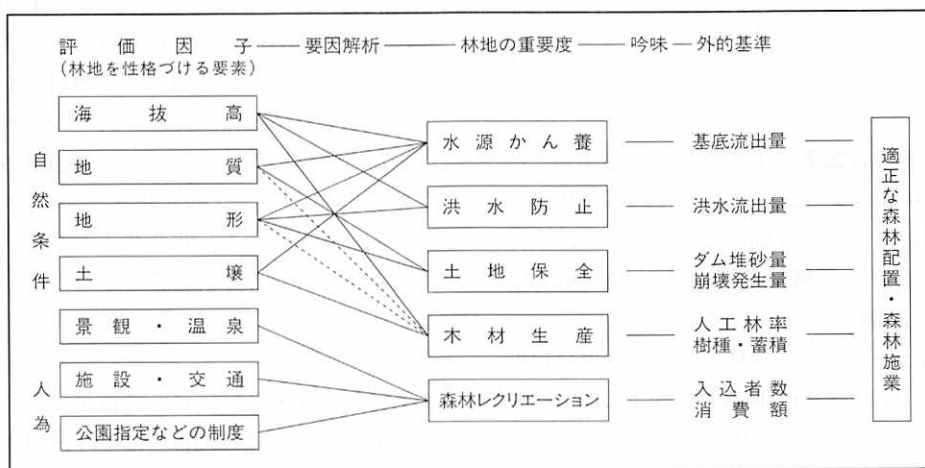 評価因子 ― 要因解析 ― 林地の重要度 ― 吟味 ― 外的基準
(林地を性格づける要素)
自然条件
海抜高
地質
地形
土壌
人為
景観・温泉
施設・交通
公園指定などの制度
水源かん養
洪水防止
土地保全
木材生産
森林レクリエーション
基底流出量
洪水流出量
ダム堆砂量
崩壊発生量
人工林率
樹種・蓄積
入込者数
消費額
適正な森林配置・森林施業